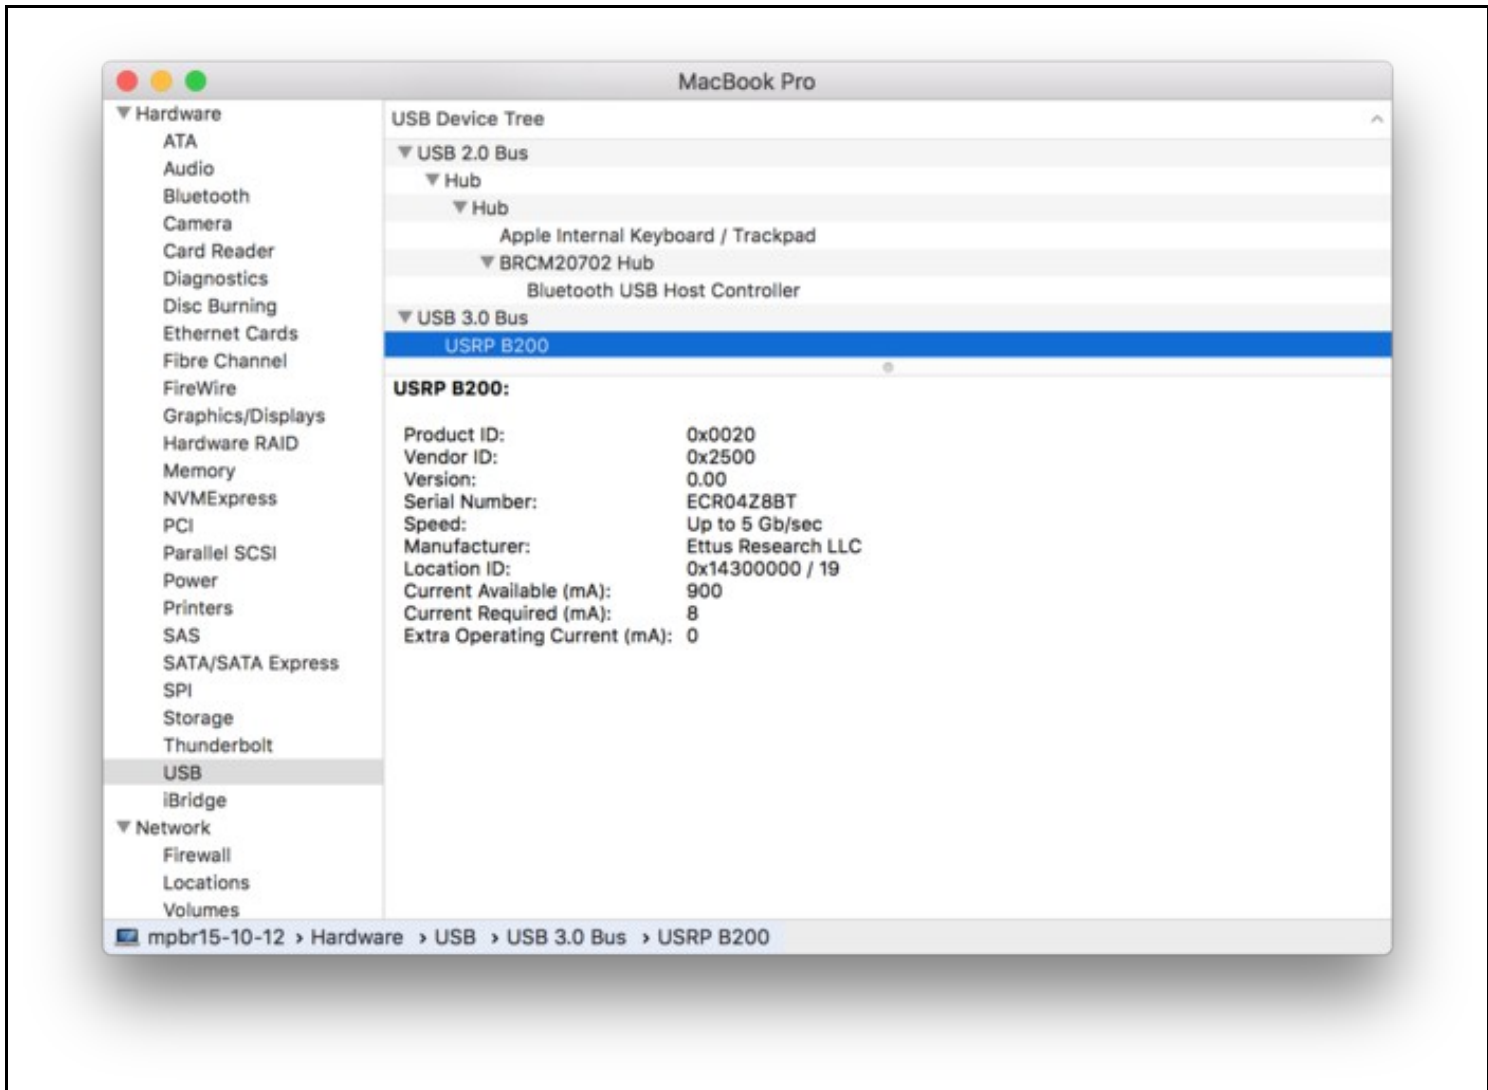 MacBook Pro
Hardware
ATA
Audio
Bluetooth
Camera
Card Reader
Diagnostics
Disc Burning
Ethernet Cards
Fibre Channel
FireWire
Graphics/Displays
Hardware RAID
Memory
NVMExpress
PCI
Parallel SCSI
Power
Printers
SAS
SATA/SATA Express
SPI
Storage
Thunderbolt
USB
iBridge
Network
Firewall
Locations
Volumes
USB Device Tree
USB 2.0 Bus
Hub
Hub
Apple Internal Keyboard / Trackpad
BRCM20702 Hub
Bluetooth USB Host Controller
USB 3.0 Bus
USRP B200
USRP B200:
Product ID: 0x0020
Vendor ID: 0x2500
Version: 0.00
Serial Number: ECR04Z8BT
Speed: Up to 5 Gb/sec
Manufacturer: Ettus Research LLC
Location ID: 0x14300000 / 19
Current Available (mA): 900
Current Required (mA): 8
Extra Operating Current (mA): 0
mpbr15-10-12 › Hardware › USB › USB 3.0 Bus › USRP B200